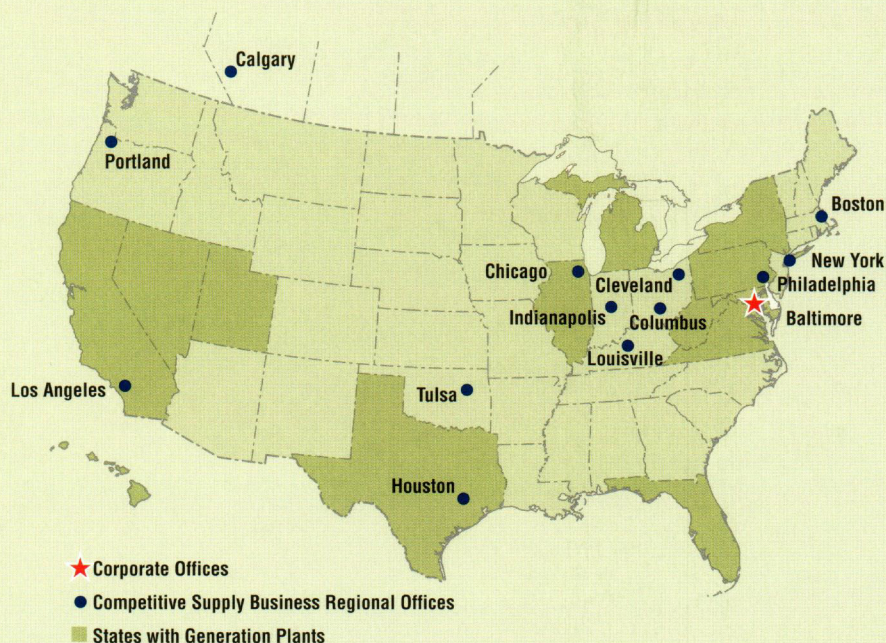 Calgary
Portland
Boston
New York
Chicago
Cleveland
Philadelphia
Indianapolis
Columbus
Baltimore
Louisville
Los Angeles
Tulsa
Houston
Corporate Offices
Competitive Supply Business Regional Offices
States with Generation Plants